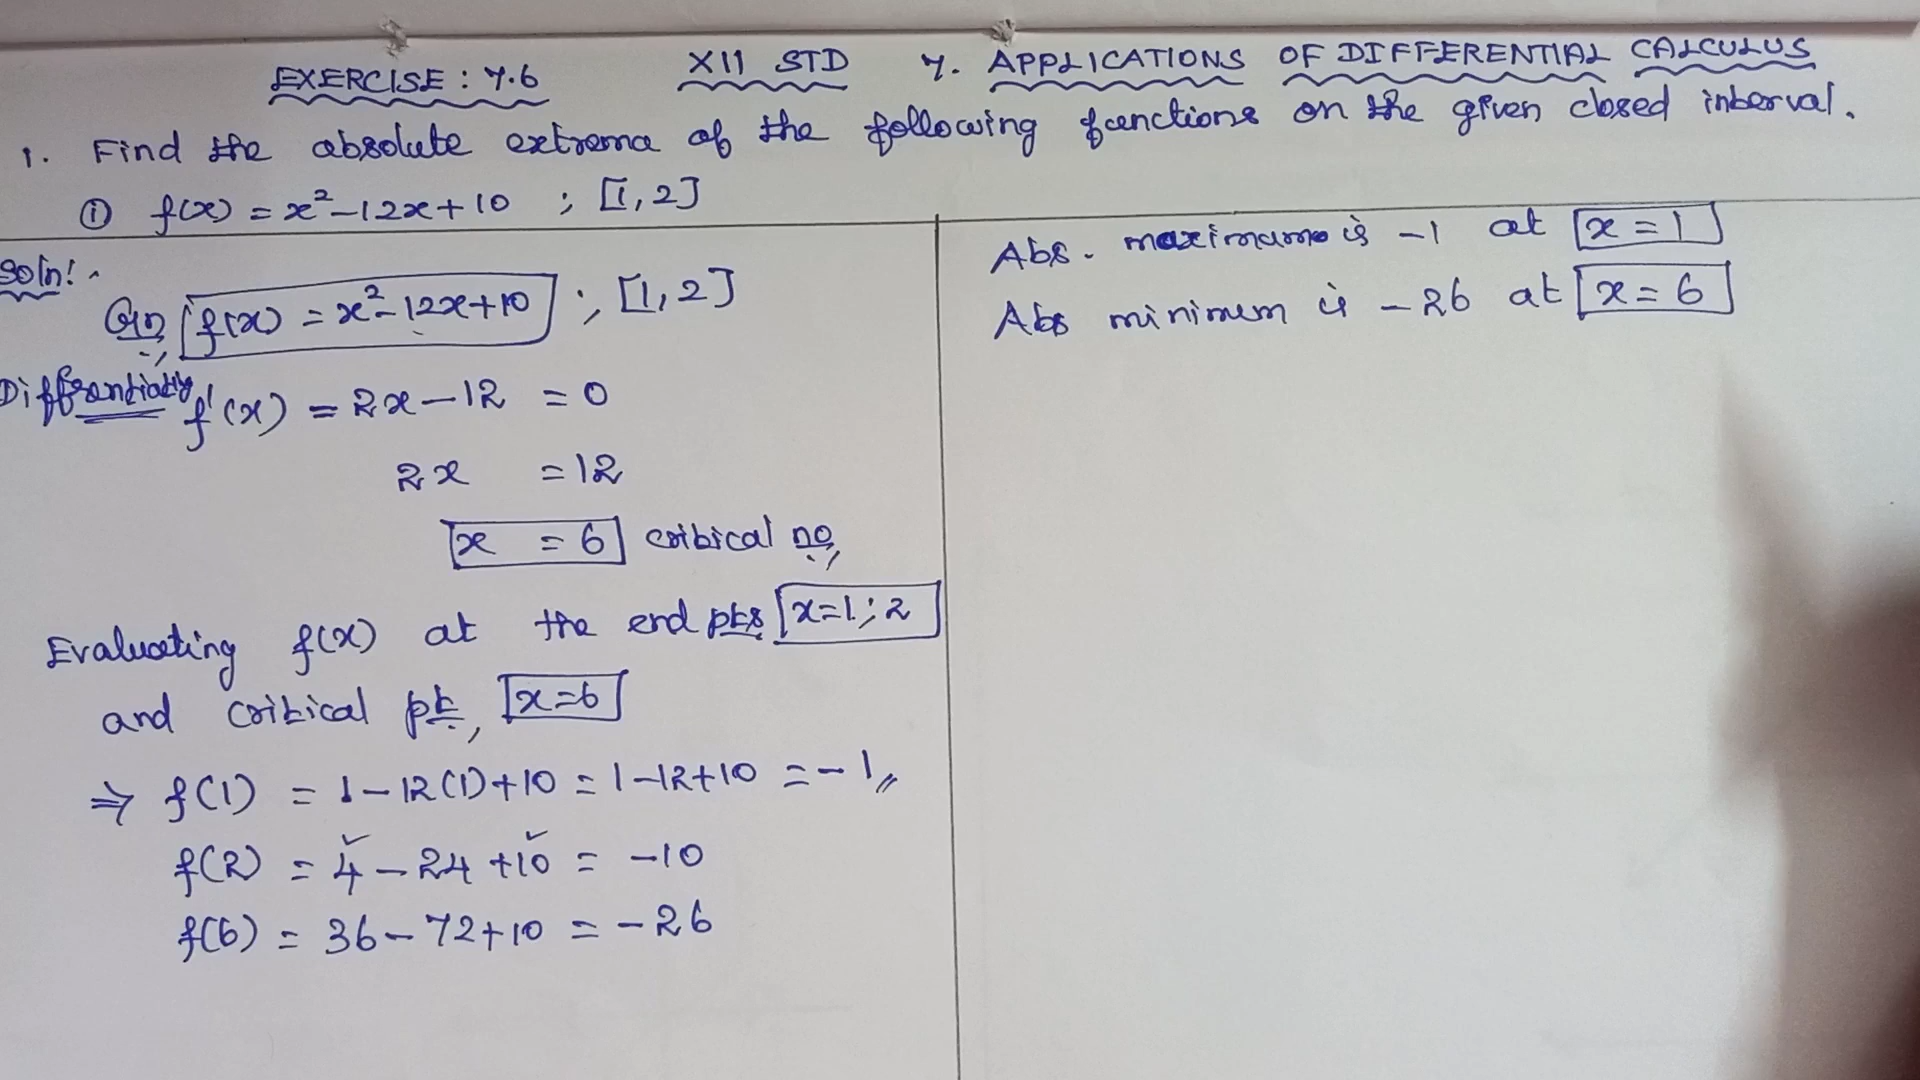 EXERCISE : 7.6 XII STD 7. APPLICATIONS OF DIFFERENTIAL CALCULUS
1. Find the absolute extrema of the following functions on the given closed interval.
① f(x) = x²-12x+10 ; [1,2]
Soln:
Gn f(x) = x²-12x+10 ; [1,2]
Differentiating f'(x) = 2x-12 = 0
2x = 12
x = 6 critical no
Evaluating f(x) at the end pts x=1;2
and critical pt, x=6
⇒ f(1) = 1-12(1)+10 = 1-12+10 = -1
f(2) = 4-24+10 = -10
f(6) = 36-72+10 = -26
Abs. maximum is -1 at x=1
Abs minimum is -26 at x=6